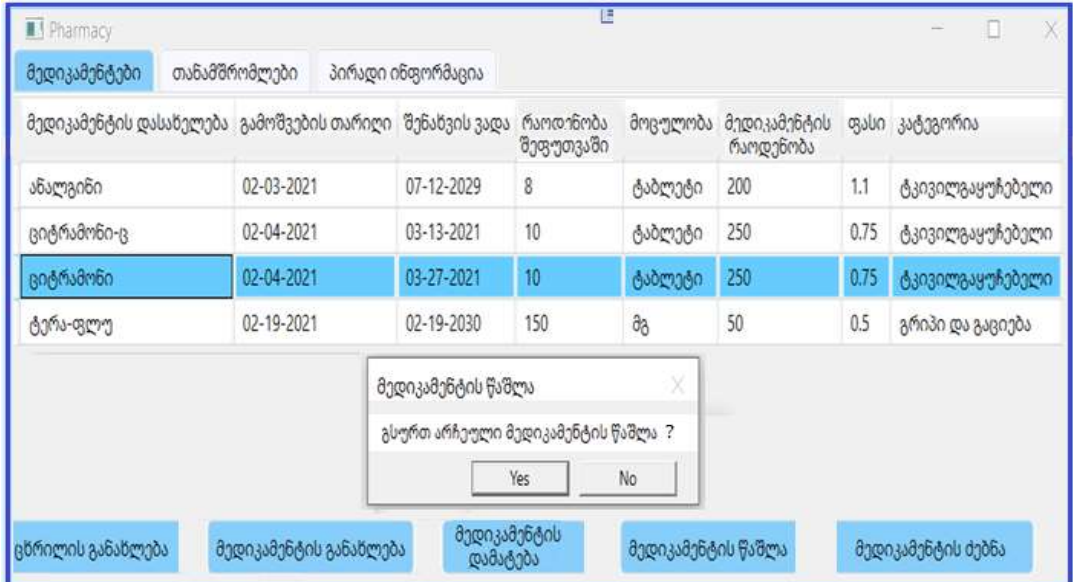 Pharmacy
მედიკამენტები თანამშრომლები პირადი ინფორმაცია
მედიკამენტის დასახელება გამოშვების თარიღი შენახვის ვადა რაოდენობა შეფუთვაში მოცულობა მედიკამენტის რაოდენობა ფასი კატეგორია
ანალგინი 02-03-2021 07-12-2029 8 ტაბლეტი 200 1.1 ტკივილგაყუჩებელი
ციტრამონი-ც 02-04-2021 03-13-2021 10 ტაბლეტი 250 0.75 ტკივილგაყუჩებელი
ციტრამონი 02-04-2021 03-27-2021 10 ტაბლეტი 250 0.75 ტკივილგაყუჩებელი
ტერა-ფლუ 02-19-2021 02-19-2030 150 მგ 50 0.5 გრიპი და გაციება
მედიკამენტის წაშლა
გსურთ არჩეული მედიკამენტის წაშლა ?
Yes No
ცხრილის განახლება მედიკამენტის განახლება მედიკამენტის დამატება მედიკამენტის წაშლა მედიკამენტის ძებნა